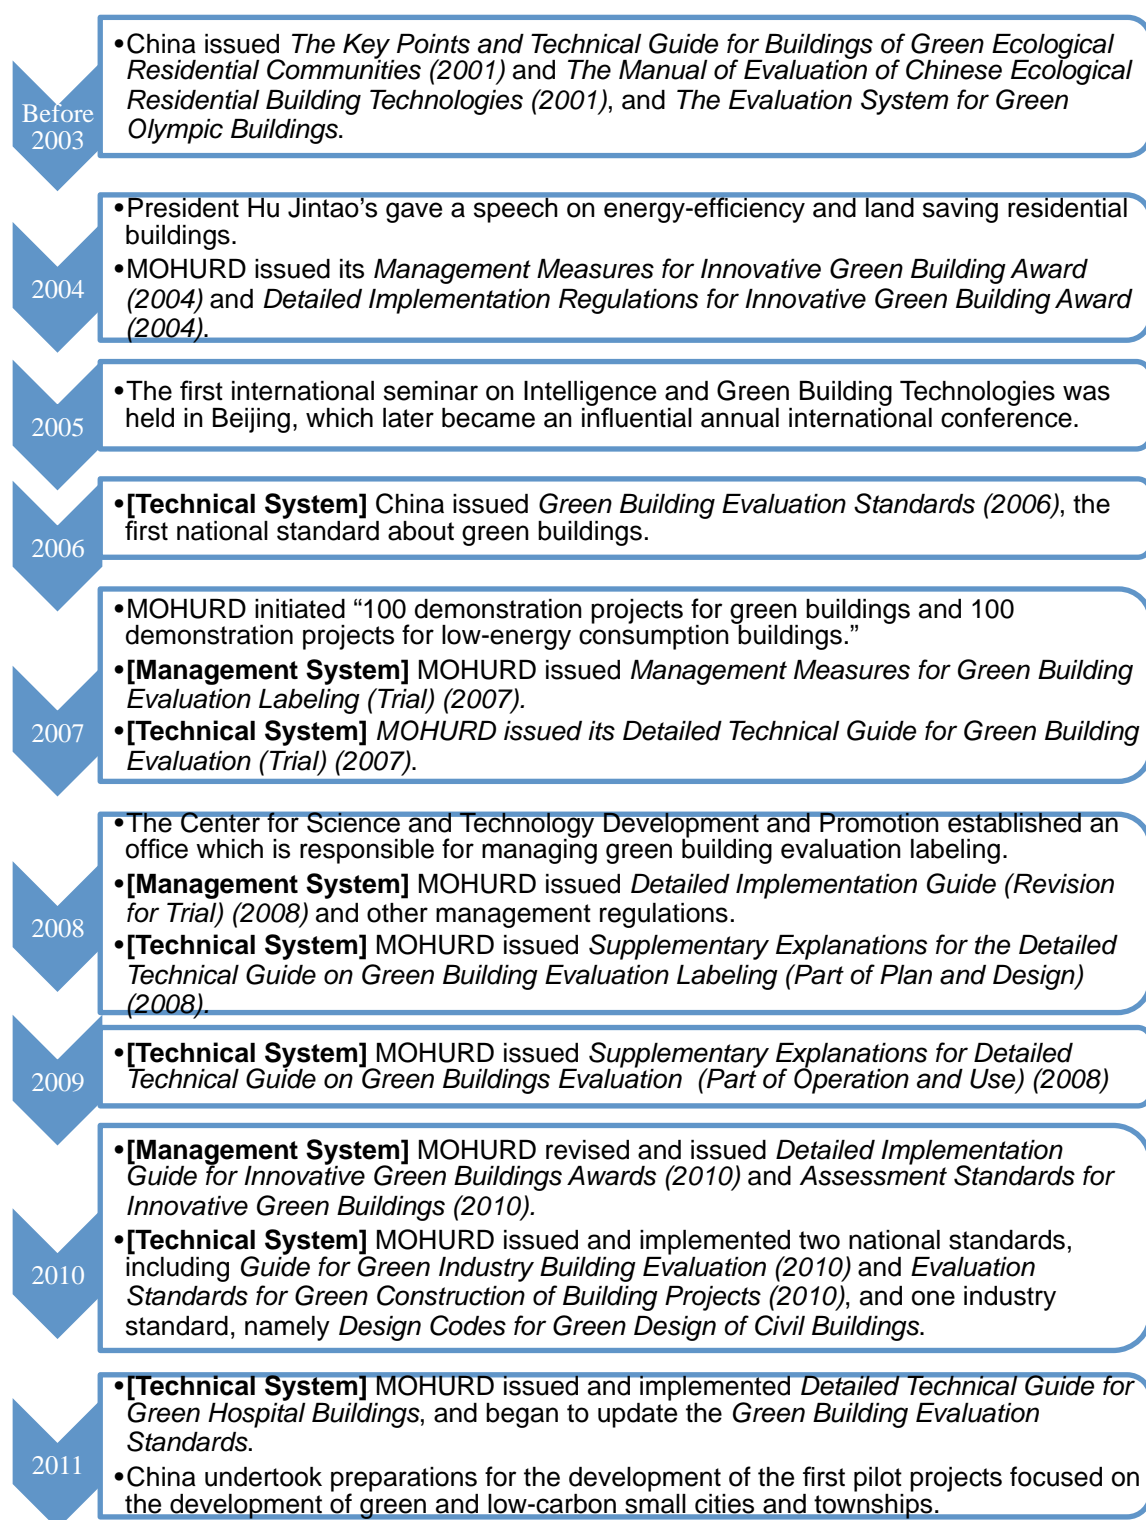 Before
2003
•China issued The Key Points and Technical Guide for Buildings of Green Ecological
Residential Communities (2001) and The Manual of Evaluation of Chinese Ecological
Residential Building Technologies (2001), and The Evaluation System for Green
Olympic Buildings.
2004
•President Hu Jintao’s gave a speech on energy-efficiency and land saving residential
buildings.
•MOHURD issued its Management Measures for Innovative Green Building Award
(2004) and Detailed Implementation Regulations for Innovative Green Building Award
(2004).
2005
•The first international seminar on Intelligence and Green Building Technologies was
held in Beijing, which later became an influential annual international conference.
2006
•[Technical System] China issued Green Building Evaluation Standards (2006), the
first national standard about green buildings.
2007
•MOHURD initiated “100 demonstration projects for green buildings and 100
demonstration projects for low-energy consumption buildings.”
•[Management System] MOHURD issued Management Measures for Green Building
Evaluation Labeling (Trial) (2007).
•[Technical System] MOHURD issued its Detailed Technical Guide for Green Building
Evaluation (Trial) (2007).
2008
•The Center for Science and Technology Development and Promotion established an
office which is responsible for managing green building evaluation labeling.
•[Management System] MOHURD issued Detailed Implementation Guide (Revision
for Trial) (2008) and other management regulations.
•[Technical System] MOHURD issued Supplementary Explanations for the Detailed
Technical Guide on Green Building Evaluation Labeling (Part of Plan and Design)
(2008).
2009
•[Technical System] MOHURD issued Supplementary Explanations for Detailed
Technical Guide on Green Buildings Evaluation (Part of Operation and Use) (2008)
2010
•[Management System] MOHURD revised and issued Detailed Implementation
Guide for Innovative Green Buildings Awards (2010) and Assessment Standards for
Innovative Green Buildings (2010).
•[Technical System] MOHURD issued and implemented two national standards,
including Guide for Green Industry Building Evaluation (2010) and Evaluation
Standards for Green Construction of Building Projects (2010), and one industry
standard, namely Design Codes for Green Design of Civil Buildings.
2011
•[Technical System] MOHURD issued and implemented Detailed Technical Guide for
Green Hospital Buildings, and began to update the Green Building Evaluation
Standards.
•China undertook preparations for the development of the first pilot projects focused on
the development of green and low-carbon small cities and townships.